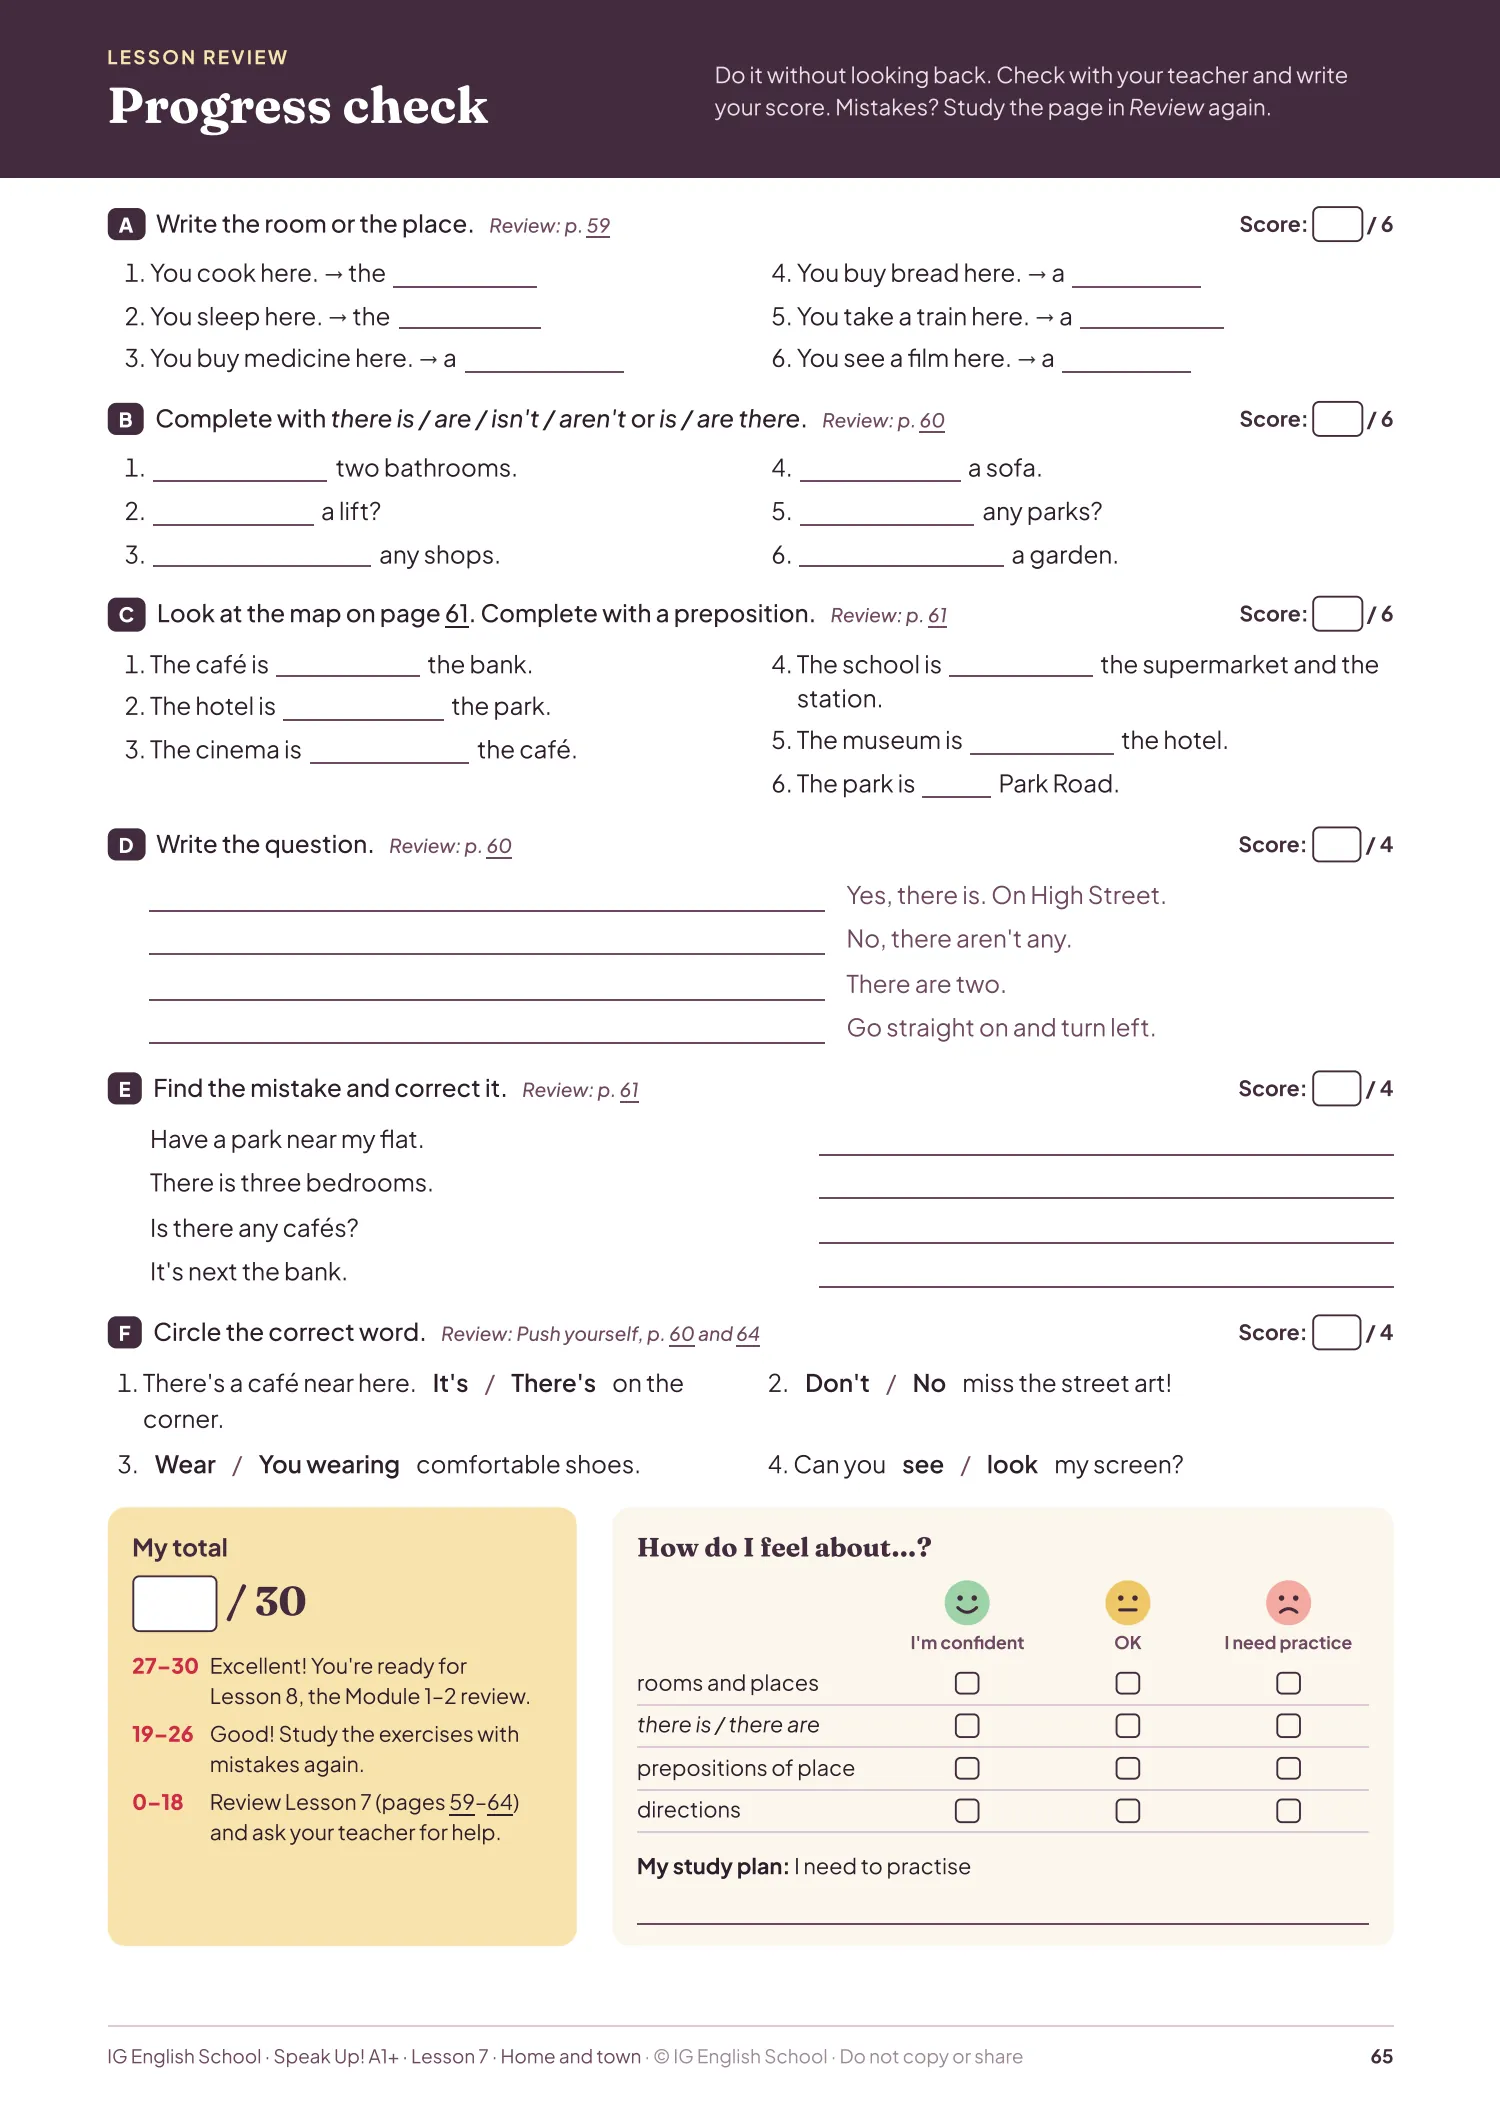 LESSON REVIEW
Progress check
Do it without looking back. Check with your teacher and write
your score. Mistakes? Study the page in Review again.
A Write the room or the place. Review: p. 59 Score: / 6
1. You cook here. → the
2. You sleep here. → the
3. You buy medicine here. → a
4. You buy bread here. → a
5. You take a train here. → a
6. You see a film here. → a
B Complete with there is / are / isn't / aren't or is / are there. Review: p. 60 Score: / 6
1. two bathrooms.
2. a lift?
3. any shops.
4. a sofa.
5. any parks?
6. a garden.
C Look at the map on page 61. Complete with a preposition. Review: p. 61 Score: / 6
1. The café is the bank.
2. The hotel is the park.
3. The cinema is the café.
4. The school is the supermarket and the
station.
5. The museum is the hotel.
6. The park is Park Road.
D Write the question. Review: p. 60 Score: / 4
Yes, there is. On High Street.
No, there aren't any.
There are two.
Go straight on and turn left.
E Find the mistake and correct it. Review: p. 61 Score: / 4
Have a park near my flat.
There is three bedrooms.
Is there any cafés?
It's next the bank.
F Circle the correct word. Review: Push yourself, p. 60 and 64 Score: / 4
1. There's a café near here. It's / There's on the
corner.
2. Don't / No miss the street art!
3. Wear / You wearing comfortable shoes.
4. Can you see / look my screen?
My total
/ 30
27–30 Excellent! You're ready for
Lesson 8, the Module 1–2 review.
19–26 Good! Study the exercises with
mistakes again.
0–18 Review Lesson 7 (pages 59–64)
and ask your teacher for help.
How do I feel about...?
I'm confident OK I need practice
rooms and places
there is / there are
prepositions of place
directions
My study plan: I need to practise
IG English School · Speak Up! A1+ · Lesson 7 · Home and town · © IG English School · Do not copy or share 65